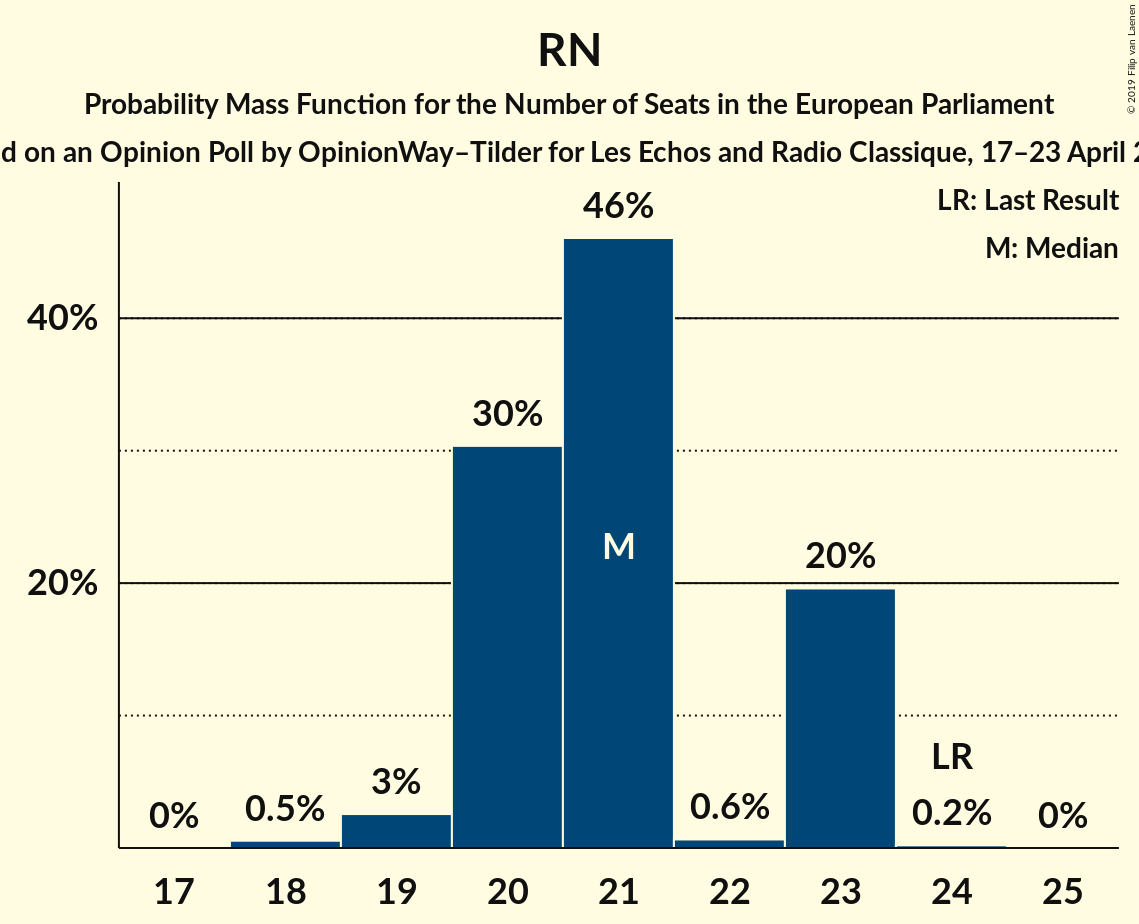 RN
Probability Mass Function for the Number of Seats in the European Parliament
d on an Opinion Poll by OpinionWay–Tilder for Les Echos and Radio Classique, 17–23 April 2
© 2019 Filip van Laenen
LR: Last Result
M: Median
40%
20%
0%
0.5%
3%
30%
46%
M
0.6%
20%
LR
0.2%
0%
17 18 19 20 21 22 23 24 25